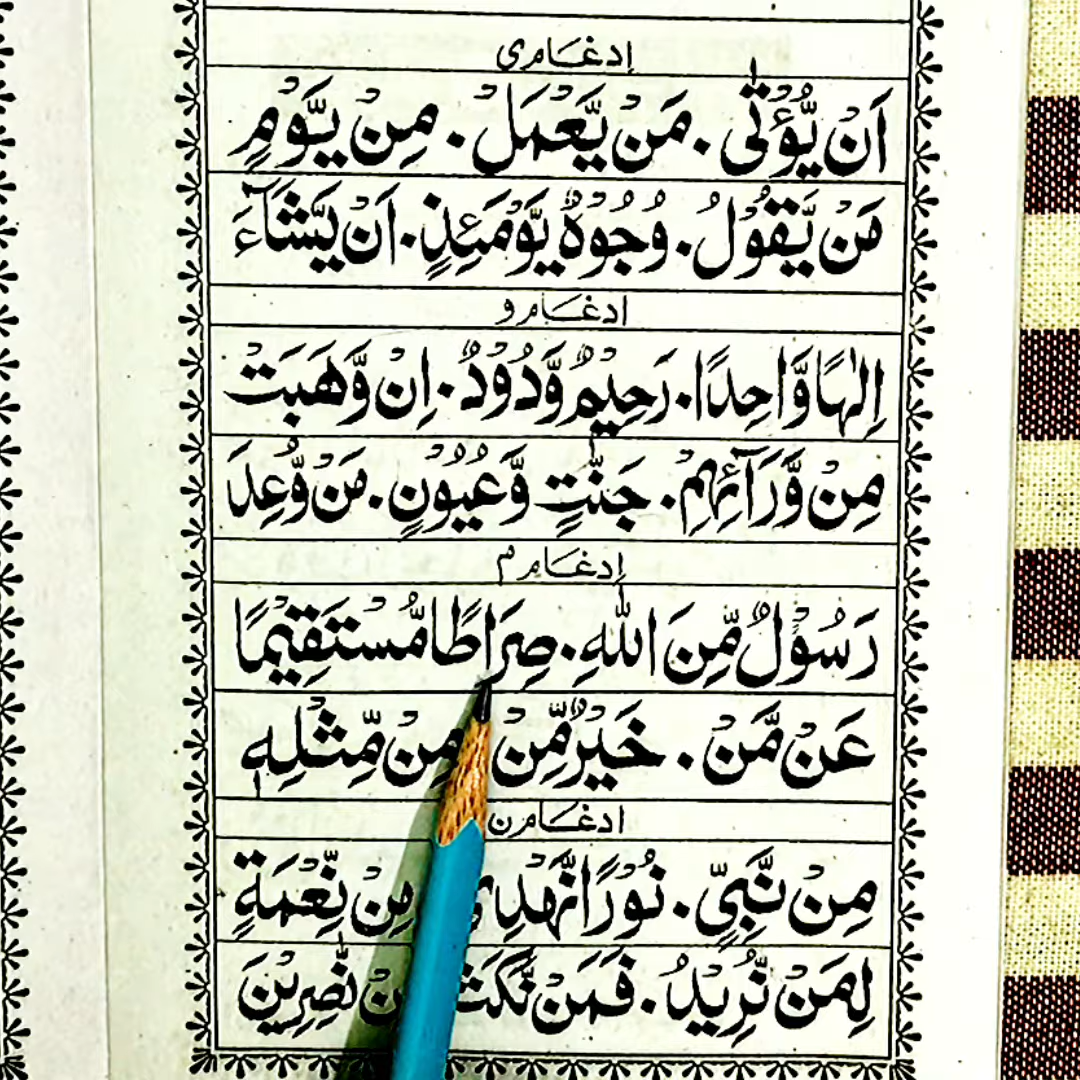 ادغام ی
اَنْ يُّؤْتٰى . مَنْ يَّعْمَلْ . مِنْ يَّوْمٍ
مَنْ يَّقُوْلُ . وُجُوْهٌ يَّوْمَئِذٍ . اَنْ يَّشَآءَ
ادغام و
اِلٰهًا وَّاحِدًا . رَحِيْمٌ وَّدُوْدٌ . اِنْ وَّهَبَتْ
مِنْ وَّرَآئِهِمْ . جَنّٰتٍ وَّعُيُوْنٍ . مَنْ وُّعِدَ
ادغام م
رَسُوْلٌ مِّنَ اللّٰهِ . صِرَاطًا مُّسْتَقِيْمًا
عَنْ مَّنْ . خَيْرٌ مِّنْ مِنْ مِّثْلِهٖ
ادغام ن
مِنْ نَّبِيٍّ . نُوْرًا نَّهْدِيْ مِنْ نِّعْمَةٍ
لِمَنْ نُّرِيْدُ . فَمَنْ نَّكَثَ نّٰصِرِيْنَ